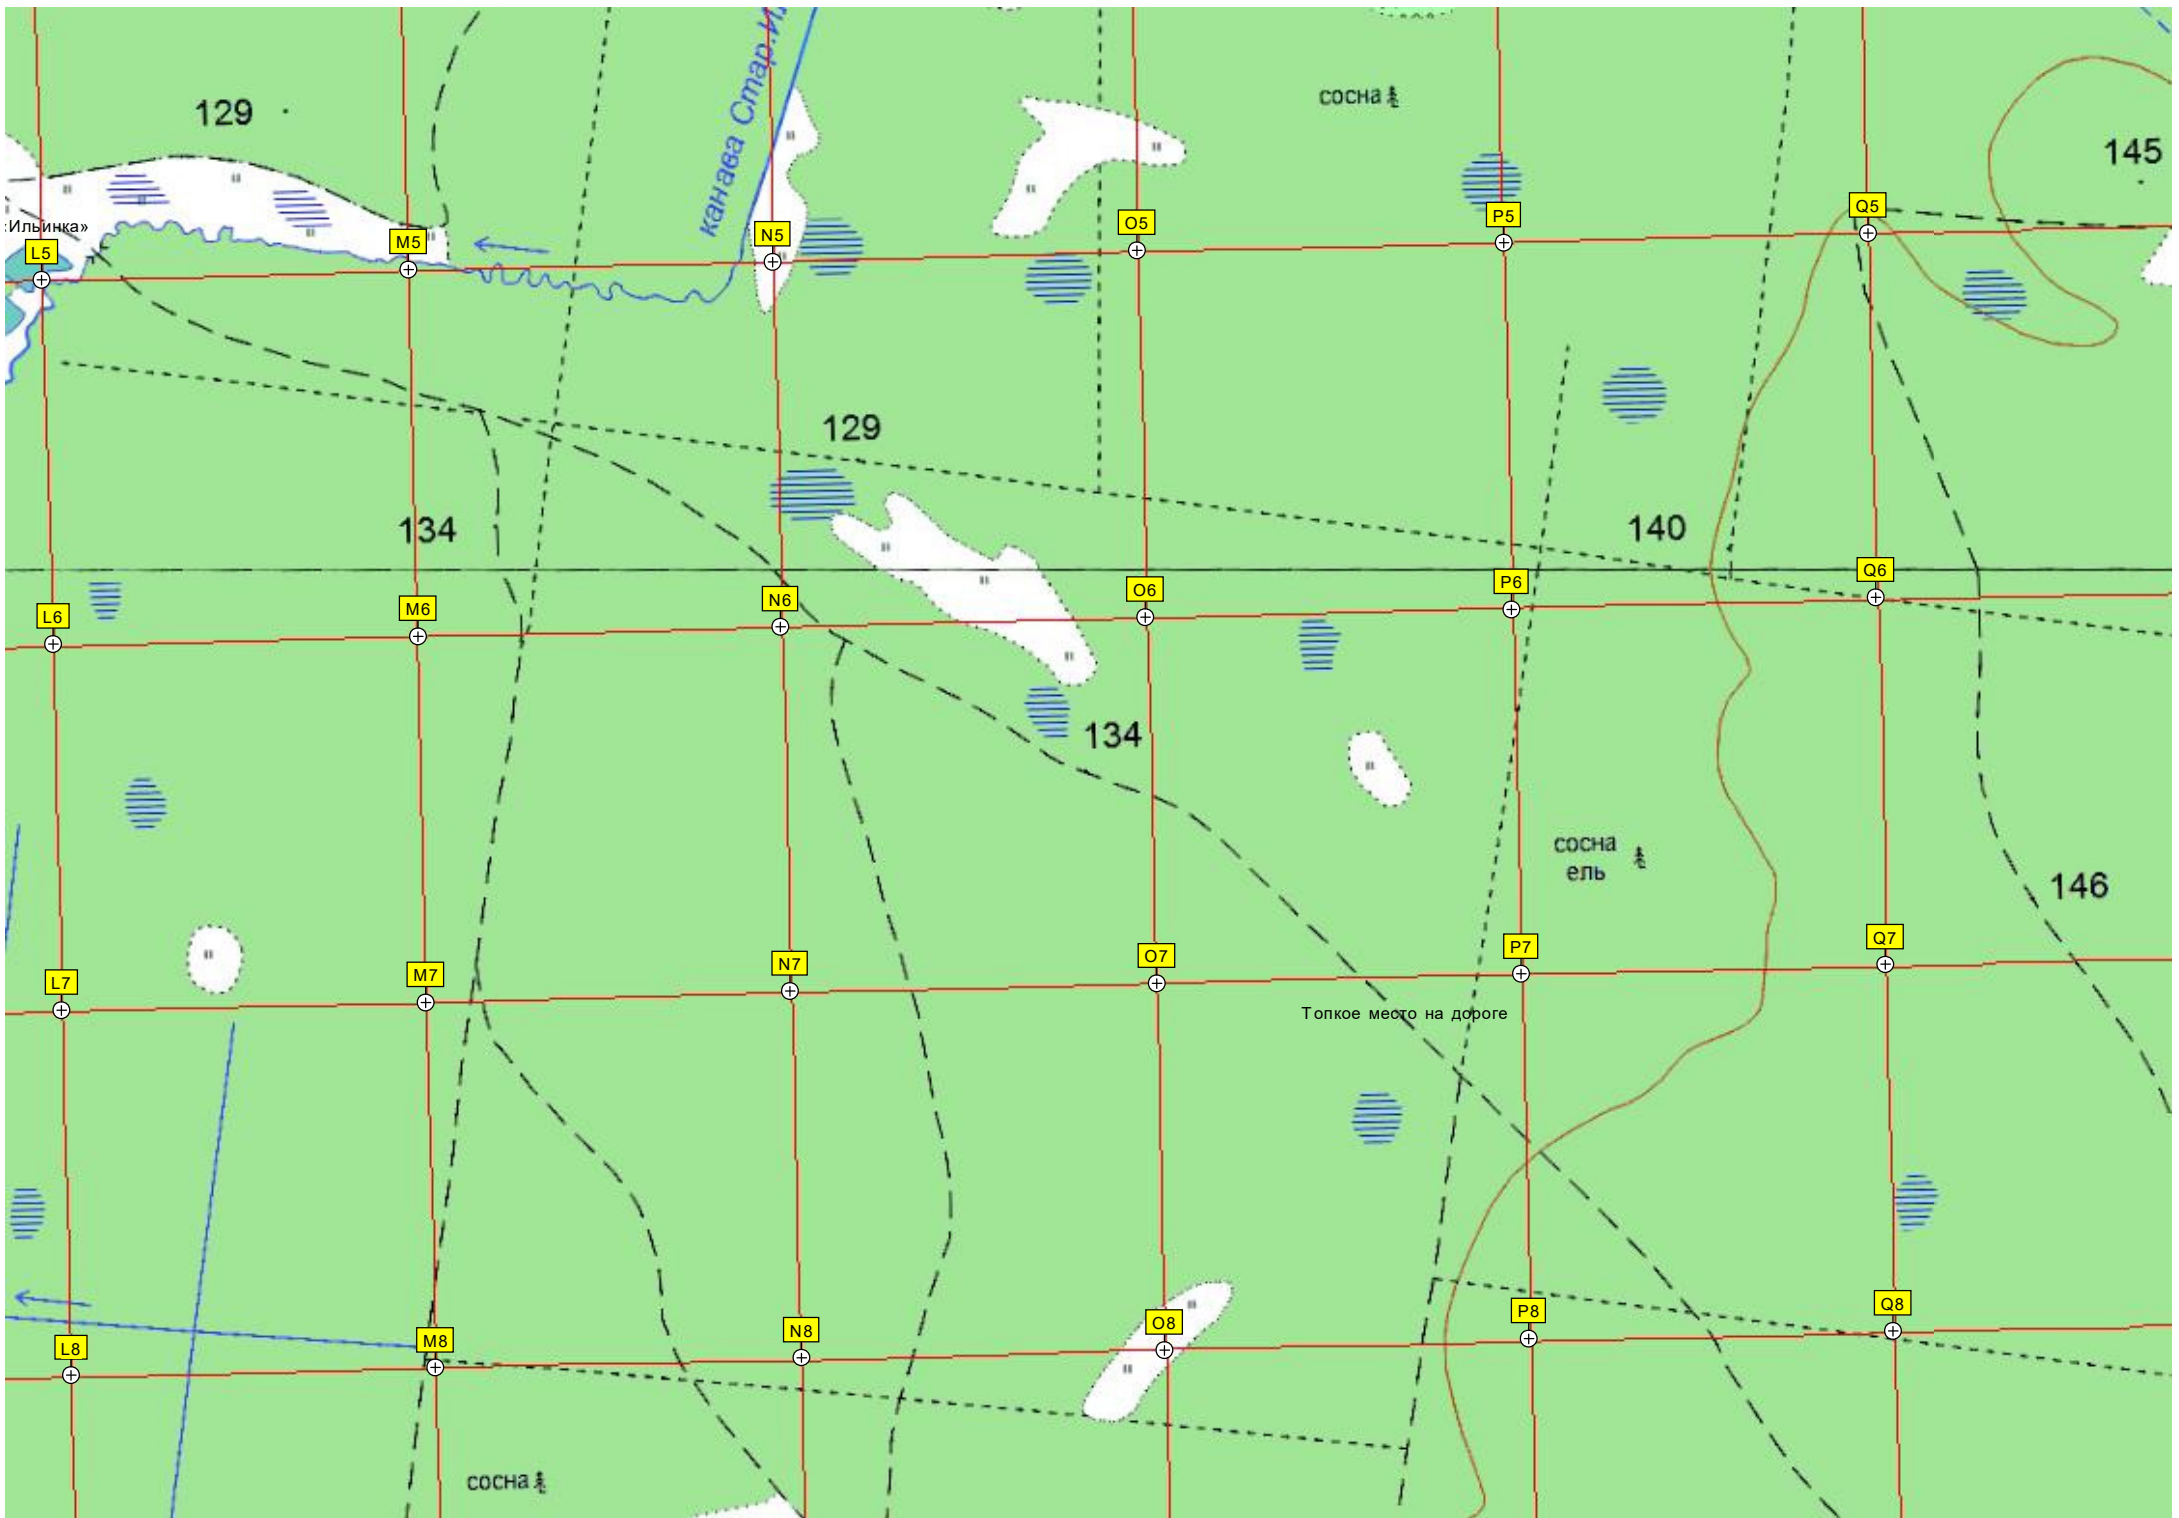 канава Стар.
сосна
129
145
Q5
P5
O5
«Ильинка»
N5
M5
L5
129
134
140
Q6
P6
O6
N6
M6
L6
134
сосна
ель
146
Q7
P7
O7
N7
M7
L7
Топкое место на дороге
Q8
P8
O8
N8
M8
L8
сосна